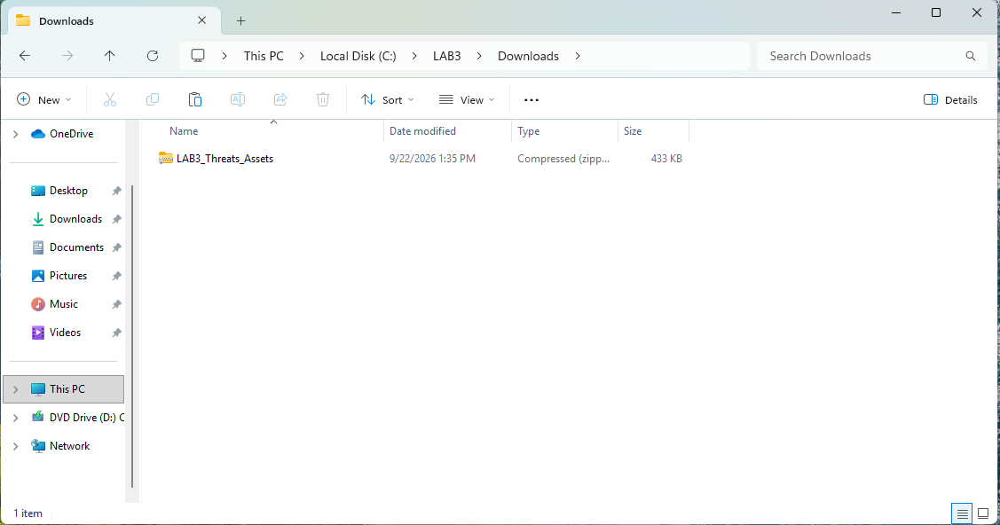 Downloads
This PC > Local Disk (C:) > LAB3 > Downloads >
Search Downloads
New
Sort
View
Details
OneDrive
Desktop
Downloads
Documents
Pictures
Music
Videos
This PC
DVD Drive (D:) C
Network
Name Date modified Type Size
LAB3_Threats_Assets 9/22/2026 1:35 PM Compressed (zipp... 433 KB
1 item